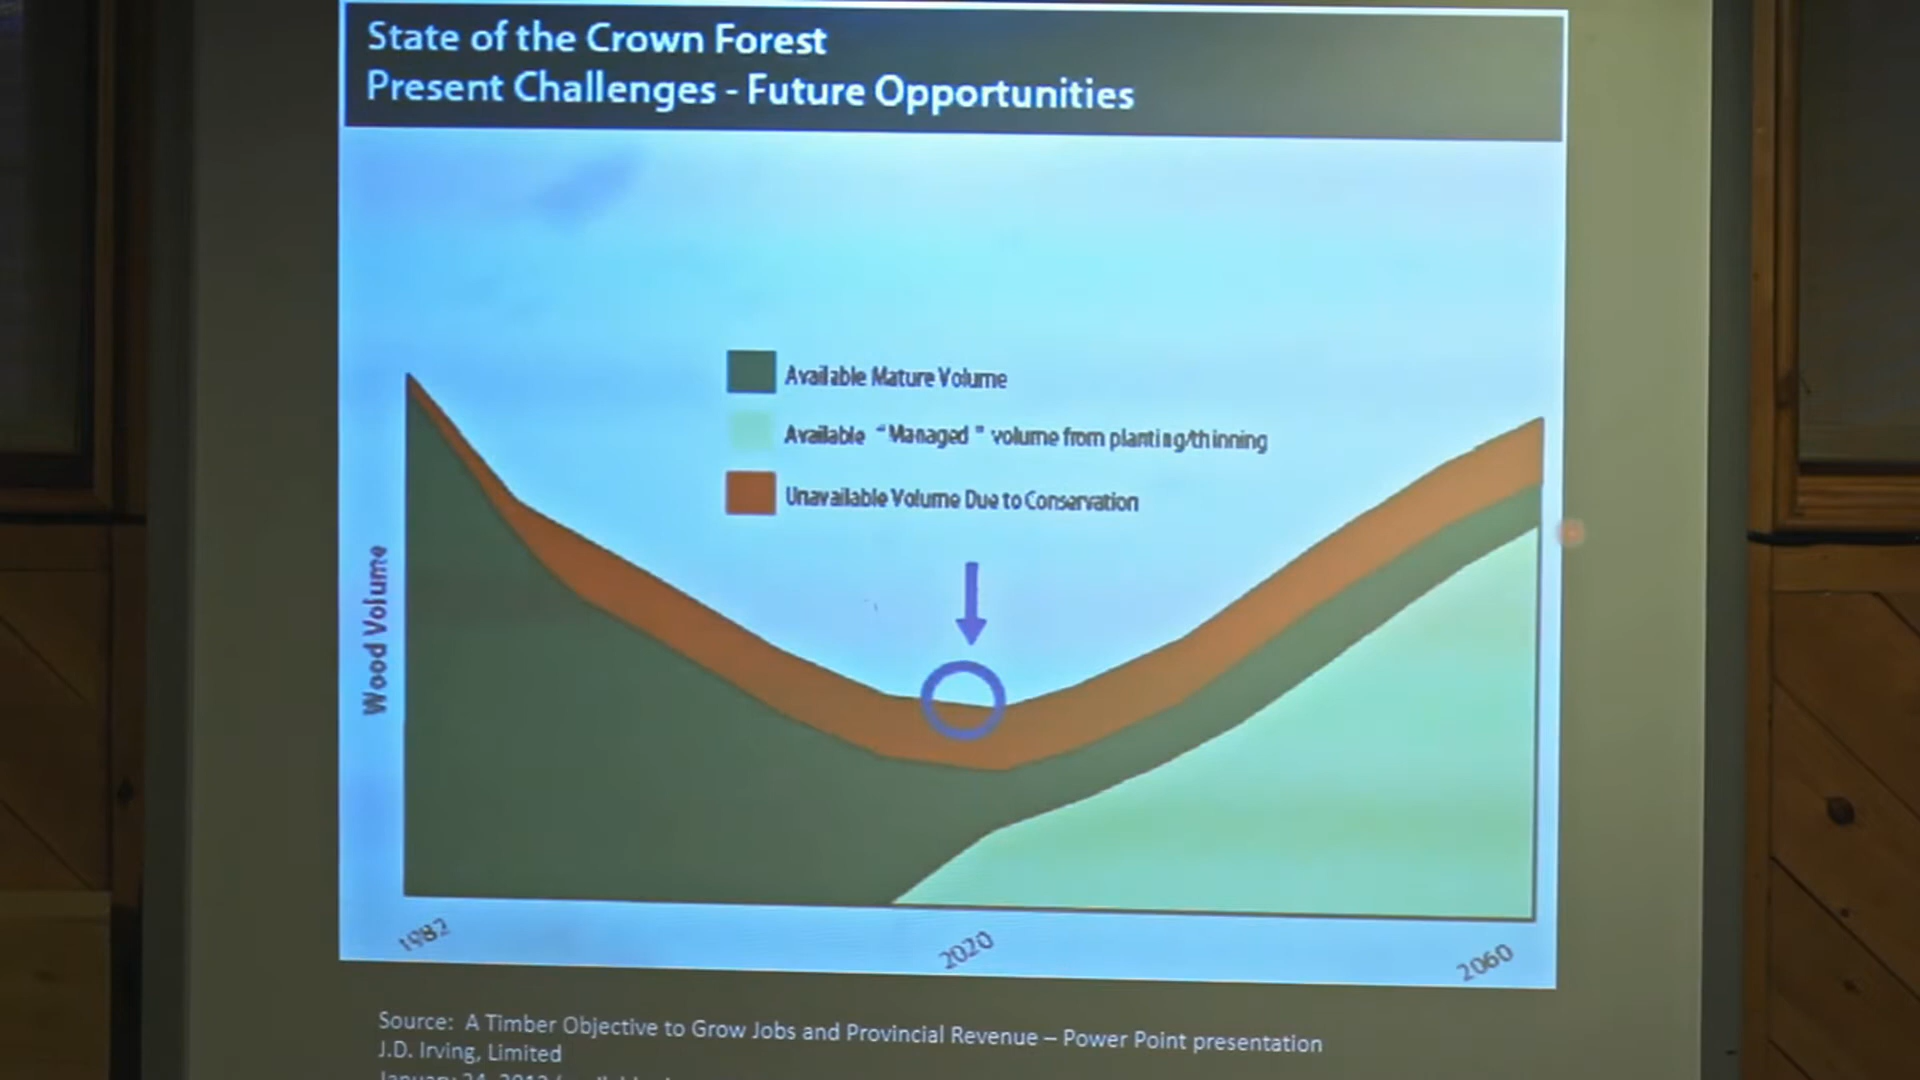 State of the Crown Forest
Present Challenges - Future Opportunities
Available Mature Volume
Available "Managed" volume from planting/thinning
Unavailable Volume Due to Conservation
Wood Volume
1982
2020
2060
Source: A Timber Objective to Grow Jobs and Provincial Revenue – Power Point presentation
J.D. Irving, Limited
January 24,